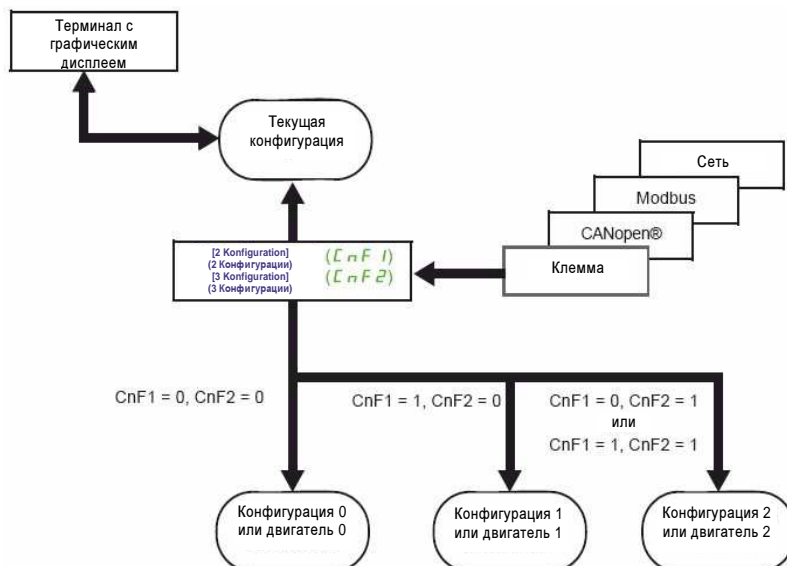 Терминал с
графическим
дисплеем
Текущая
конфигурация
Сеть
Modbus
CANopen®
Клемма
[2 Konfiguration]
(2 Конфигурации)
[3 Konfiguration]
(3 Конфигурации)
(CnF1)
(CnF2)
CnF1 = 0, CnF2 = 0
CnF1 = 1, CnF2 = 0
CnF1 = 0, CnF2 = 1
или
CnF1 = 1, CnF2 = 1
Конфигурация 0
или двигатель 0
Конфигурация 1
или двигатель 1
Конфигурация 2
или двигатель 2